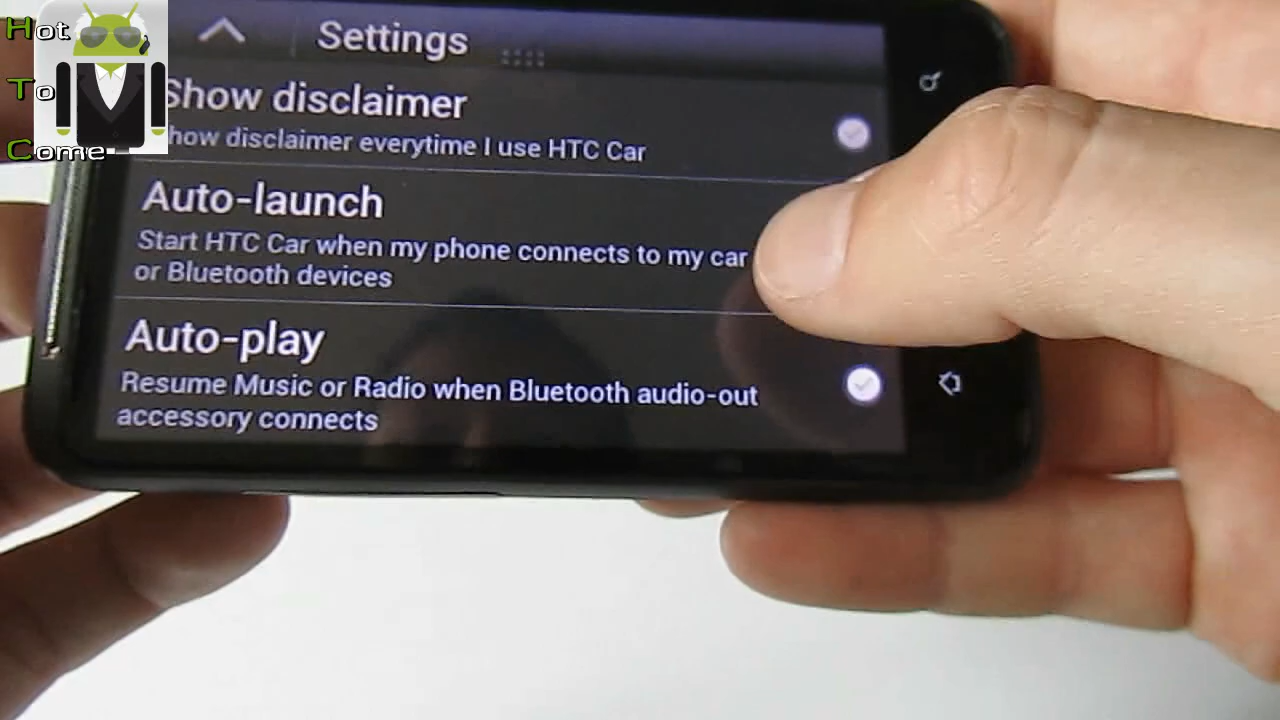 Hot
To
Come
Settings
Show disclaimer
how disclaimer everytime I use HTC Car
Auto-launch
Start HTC Car when my phone connects to my car
or Bluetooth devices
Auto-play
Resume Music or Radio when Bluetooth audio-out
accessory connects